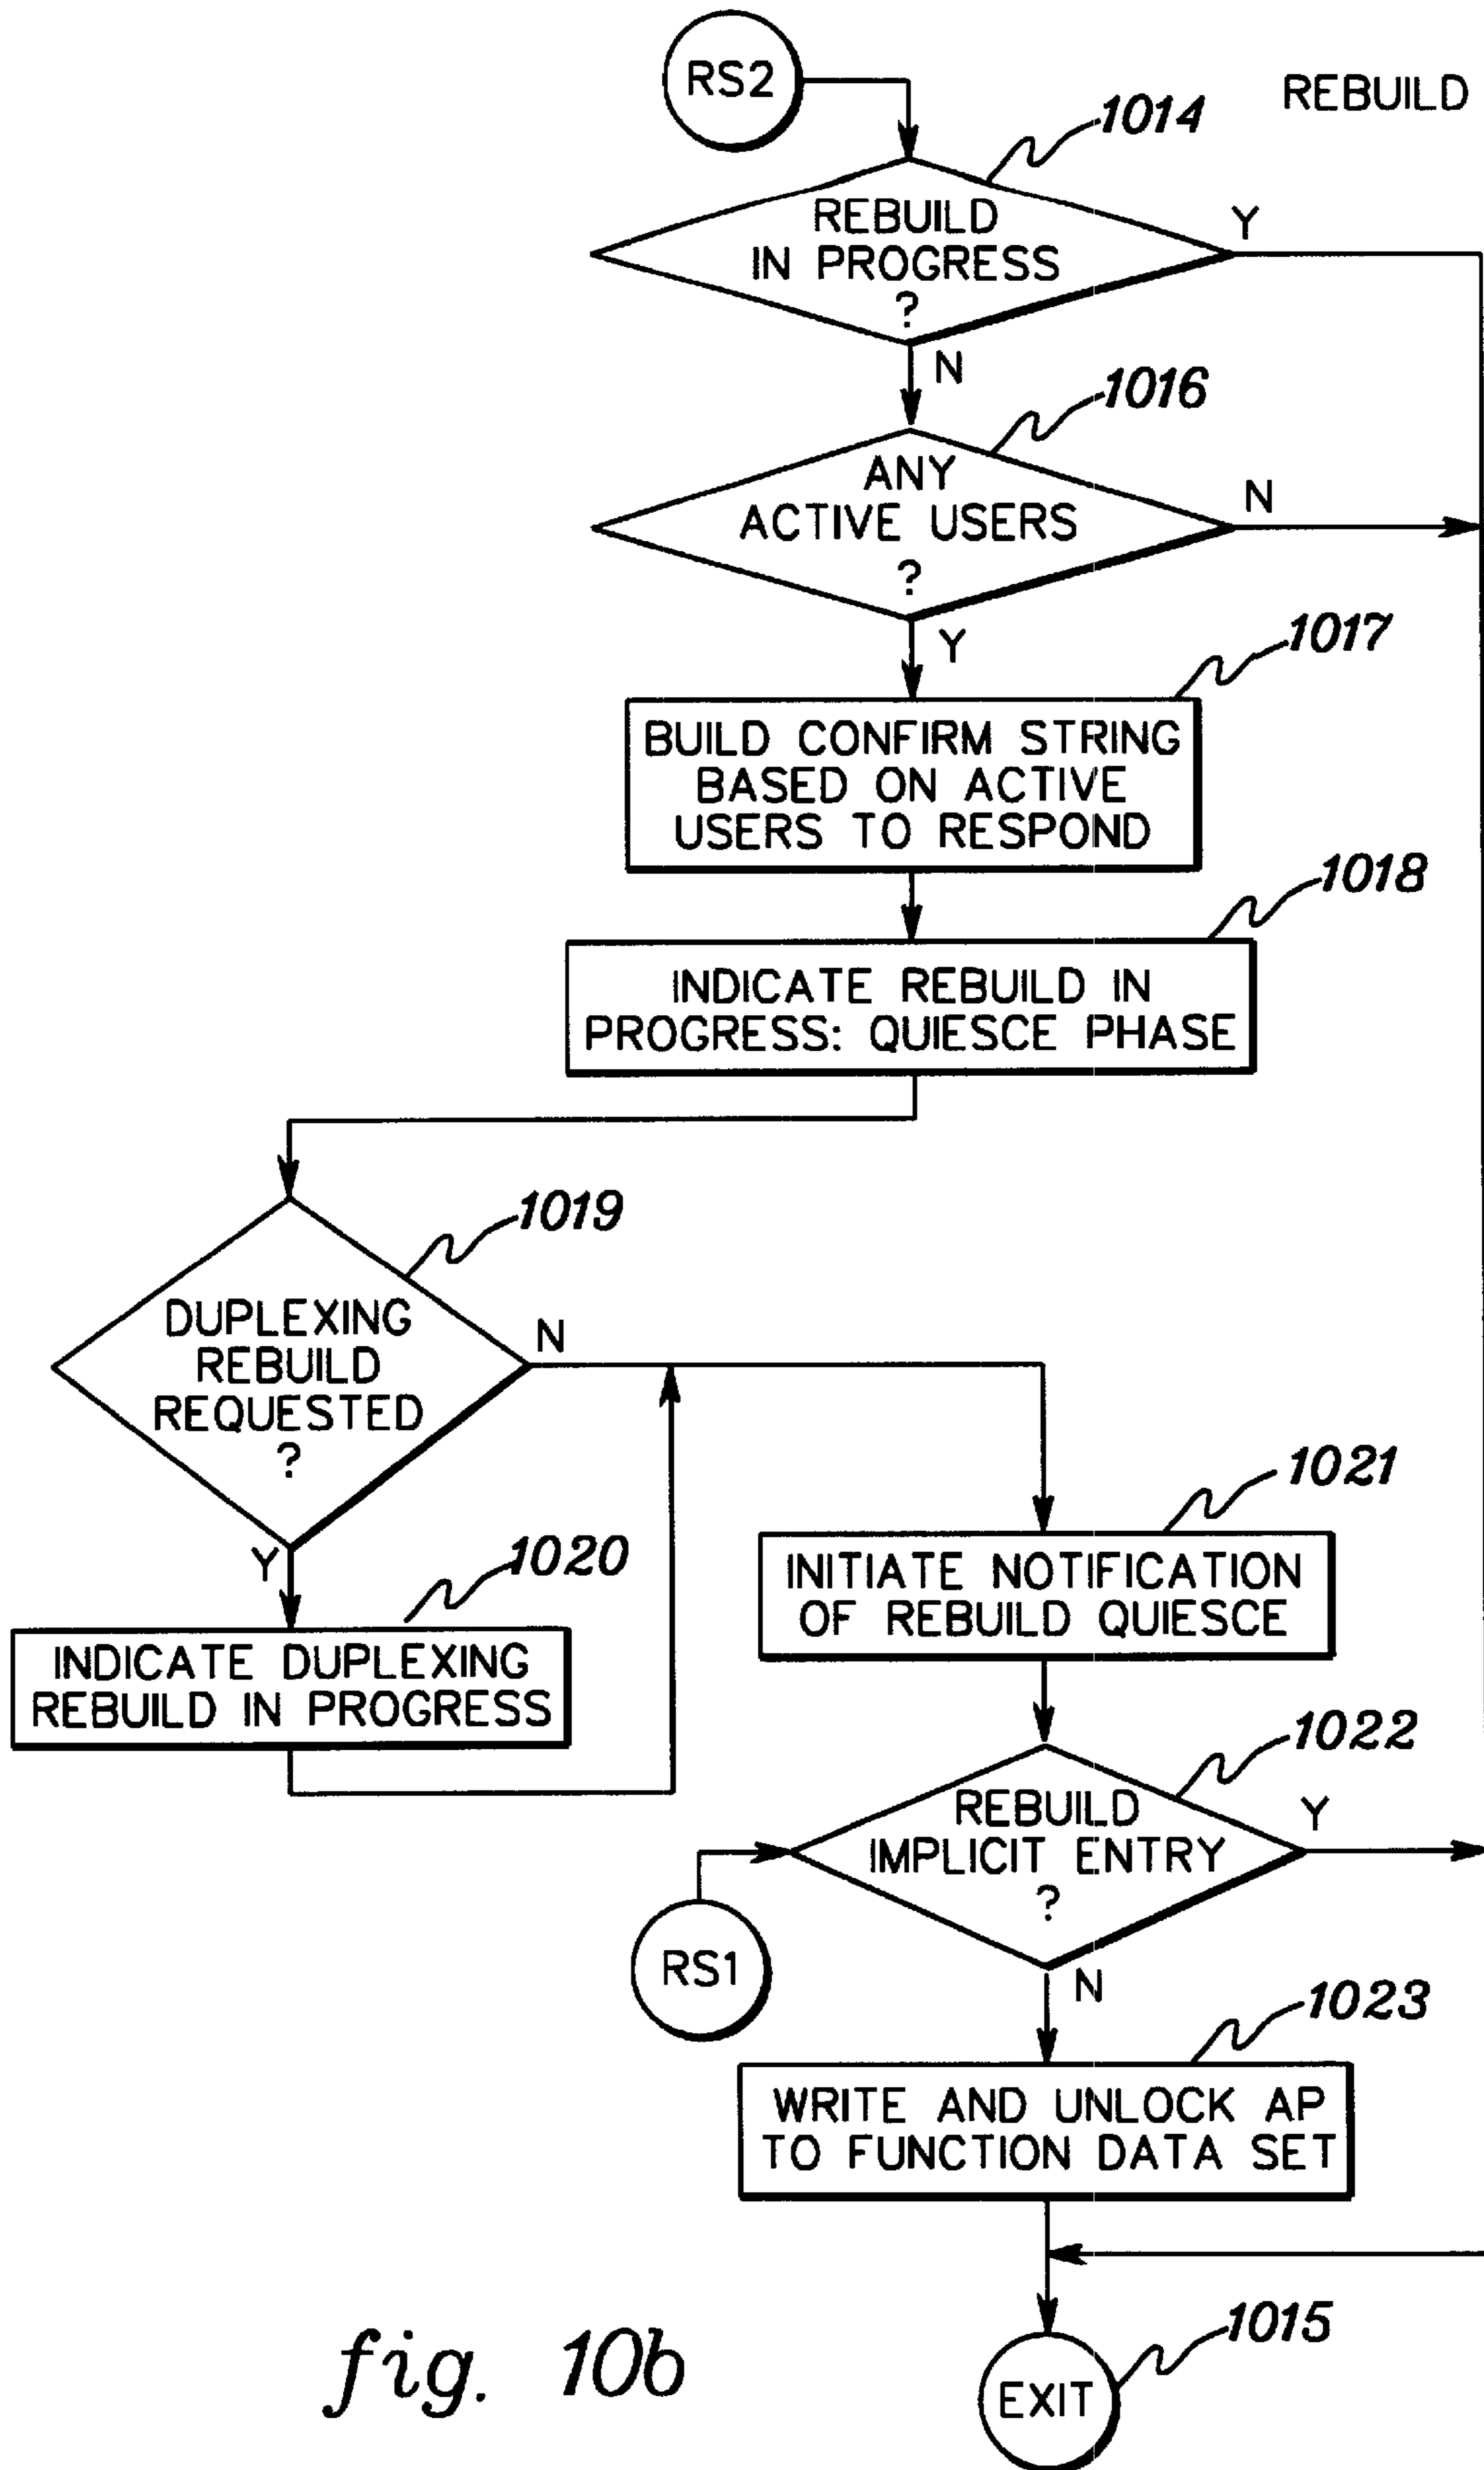 RS2
REBUILD
1014
REBUILD
IN PROGRESS
?
Y
N
1016
ANY
ACTIVE USERS
?
N
Y
1017
BUILD CONFIRM STRING
BASED ON ACTIVE
USERS TO RESPOND
1018
INDICATE REBUILD IN
PROGRESS: QUIESCE PHASE
1019
DUPLEXING
REBUILD
REQUESTED
?
N
Y
1020
INDICATE DUPLEXING
REBUILD IN PROGRESS
1021
INITIATE NOTIFICATION
OF REBUILD QUIESCE
1022
REBUILD
IMPLICIT ENTRY
?
Y
RS1
N
1023
WRITE AND UNLOCK AP
TO FUNCTION DATA SET
1015
EXIT
fig. 10b